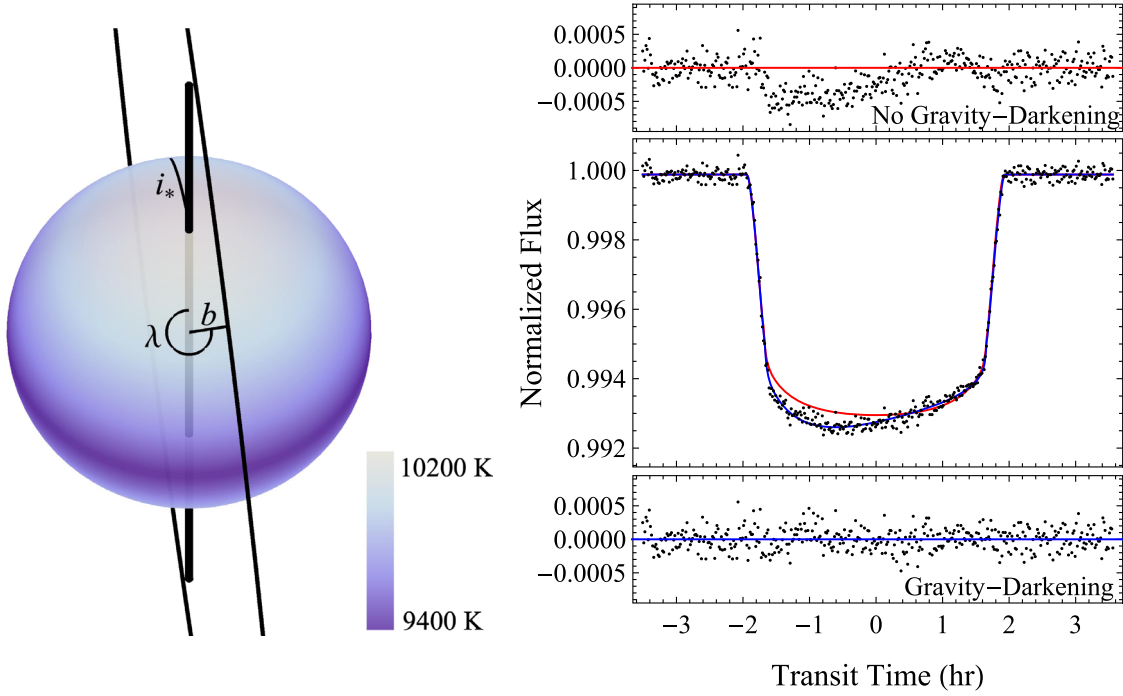 i*
λ
b
10200 K
9400 K
0.0005
0.0000
−0.0005
No Gravity−Darkening
1.000
0.998
0.996
0.994
0.992
Normalized Flux
0.0005
0.0000
−0.0005
Gravity−Darkening
−3 −2 −1 0 1 2 3
Transit Time (hr)